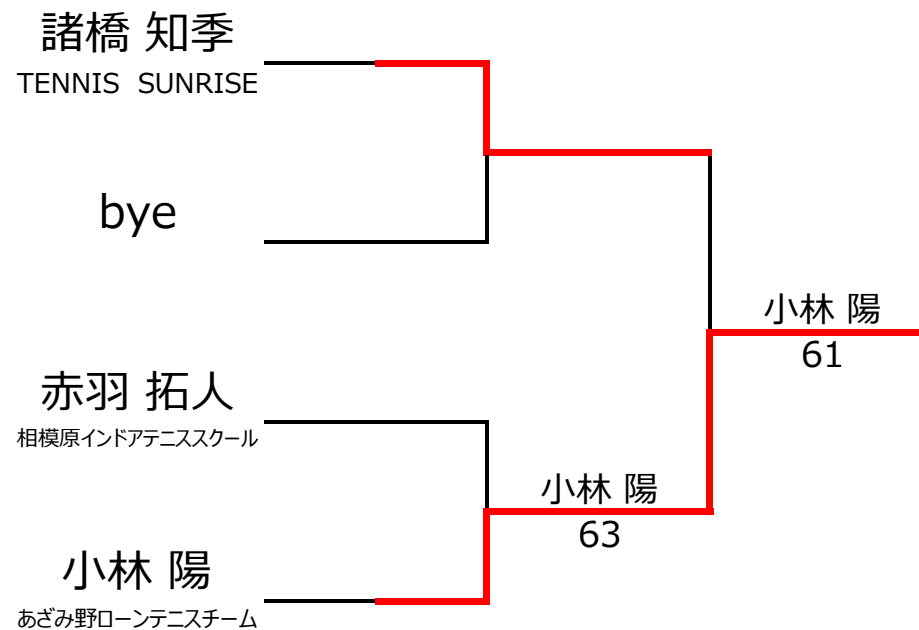 諸橋 知季
TENNIS SUNRISE
bye
赤羽 拓人
相模原インドアテニススクール
小林 陽
あざみ野ローンテニスチーム
小林 陽
63
小林 陽
61